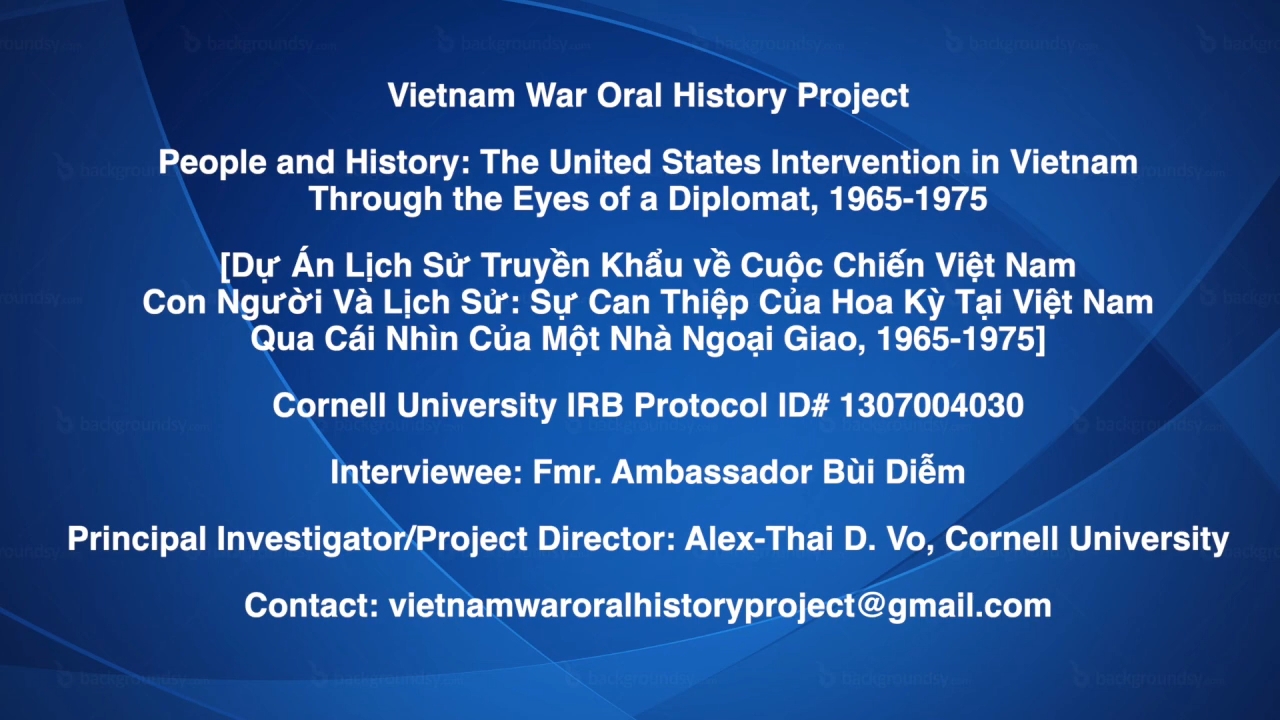 Vietnam War Oral History Project
People and History: The United States Intervention in Vietnam
Through the Eyes of a Diplomat, 1965-1975
[Dự Án Lịch Sử Truyền Khẩu về Cuộc Chiến Việt Nam
Con Người Và Lịch Sử: Sự Can Thiệp Của Hoa Kỳ Tại Việt Nam
Qua Cái Nhìn Của Một Nhà Ngoại Giao, 1965-1975]
Cornell University IRB Protocol ID# 1307004030
Interviewee: Fmr. Ambassador Bùi Diễm
Principal Investigator/Project Director: Alex-Thai D. Vo, Cornell University
Contact: vietnamwaroralhistoryproject@gmail.com